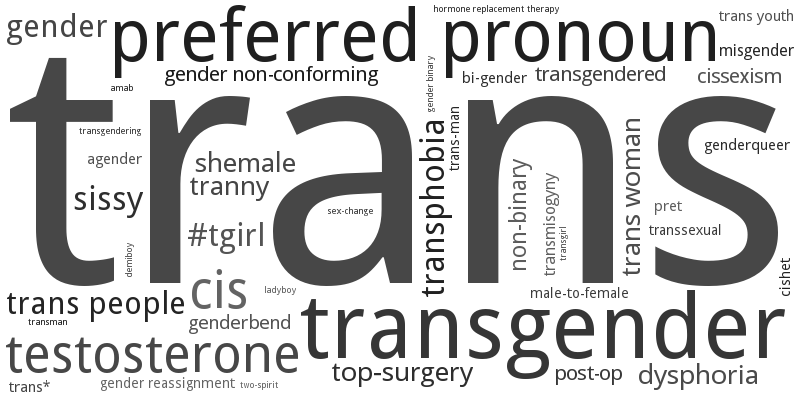 hormone replacement therapy
gender
preferred pronoun
trans youth
misgender
gender non-conforming
bi-gender
transgendered
cissexism
gender binary
amab
trans
transgendering
trans-man
agender
shemale
genderqueer
tranny
sissy
transphobia
non-binary
transmisogyny
trans woman
pret
sex-change
#tgirl
transgirl
transsexual
demiboy
cis
ladyboy
male-to-female
cishet
trans people
transman
genderbend
transgender
testosterone
top-surgery
post-op
dysphoria
trans*
gender reassignment
two-spirit